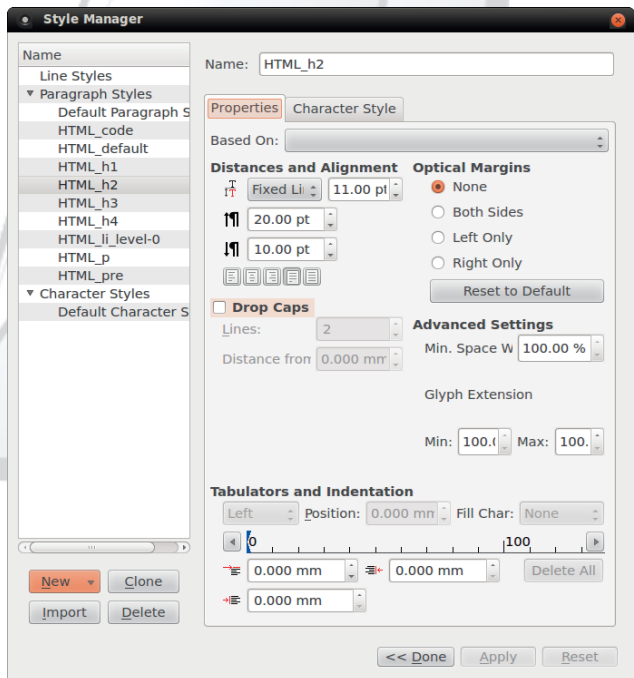 Style Manager
Name
Line Styles
Paragraph Styles
Default Paragraph S
HTML_code
HTML_default
HTML_h1
HTML_h2
HTML_h3
HTML_h4
HTML_li_level-0
HTML_p
HTML_pre
Character Styles
Default Character S
New
Clone
Import
Delete
Name: HTML_h2
Properties Character Style
Based On:
Distances and Alignment
Fixed Li 11.00 pt
20.00 pt
10.00 pt
Drop Caps
Lines: 2
Distance from 0.000 mm
Optical Margins
None
Both Sides
Left Only
Right Only
Reset to Default
Advanced Settings
Min. Space W 100.00 %
Glyph Extension
Min: 100.0 Max: 100.
Tabulators and Indentation
Left Position: 0.000 mm Fill Char: None
0 100
0.000 mm 0.000 mm Delete All
0.000 mm
<< Done Apply Reset